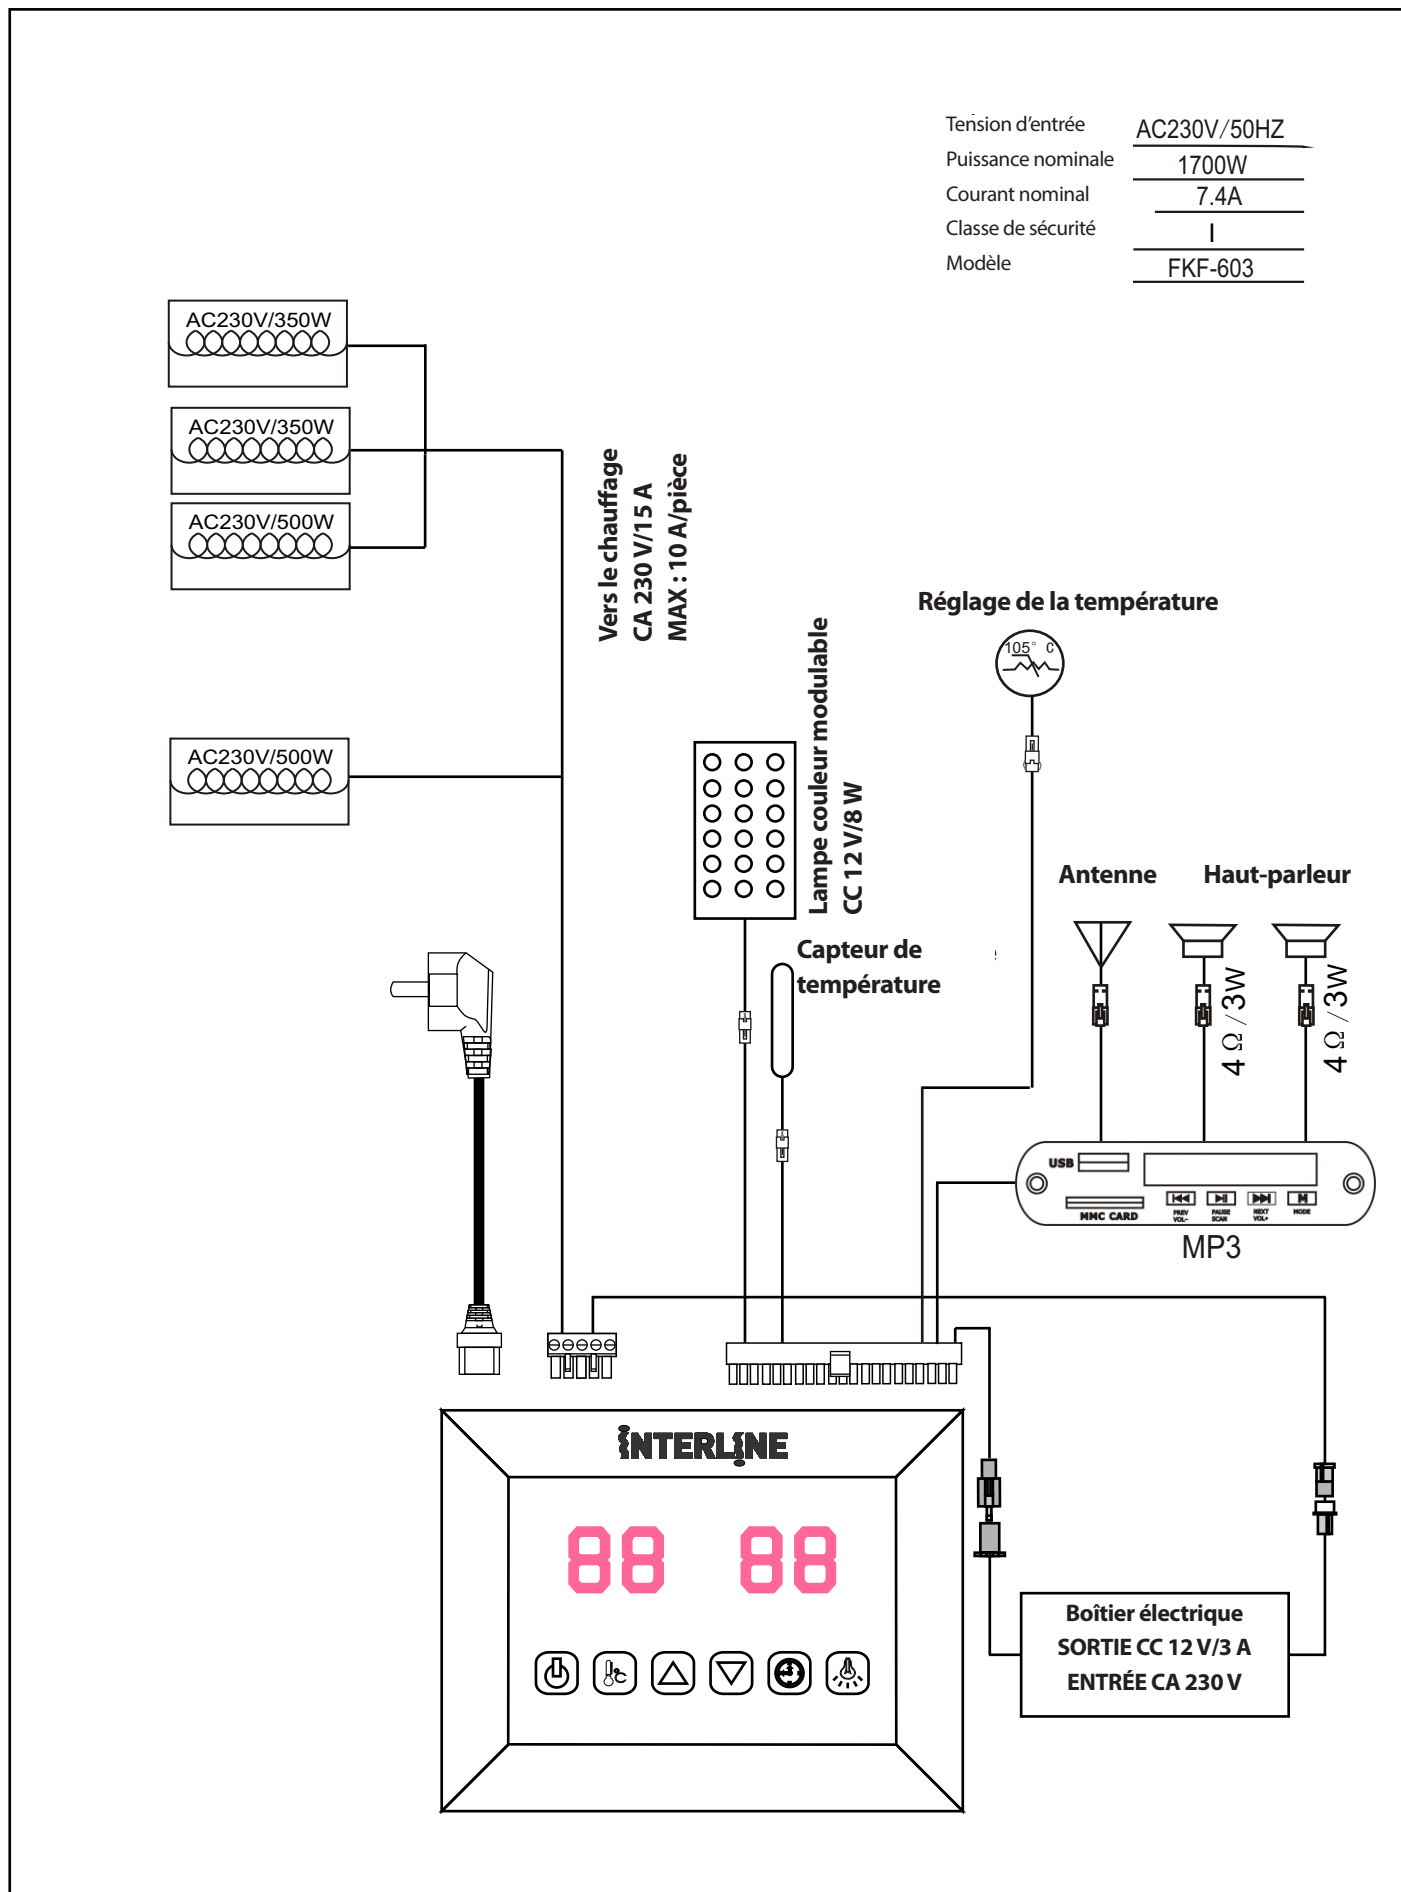 Tension d'entrée AC230V/50HZ
Puissance nominale 1700W
Courant nominal 7.4A
Classe de sécurité I
Modèle FKF-603
AC230V/350W
AC230V/350W
AC230V/500W
AC230V/500W
Vers le chauffage
CA 230 V/15 A
MAX : 10 A/pièce
Lampe couleur modulable
CC 12 V/8 W
Réglage de la température
105° C
Capteur de
température
Antenne
Haut-parleur
4 Ω / 3W
4 Ω / 3W
USB
MMC CARD
PREV
VOL-
PAUSE
SCAN
NEXT
VOL+
M
MODE
MP3
INTERLINE
88 88
°C
Boîtier électrique
SORTIE CC 12 V/3 A
ENTRÉE CA 230 V